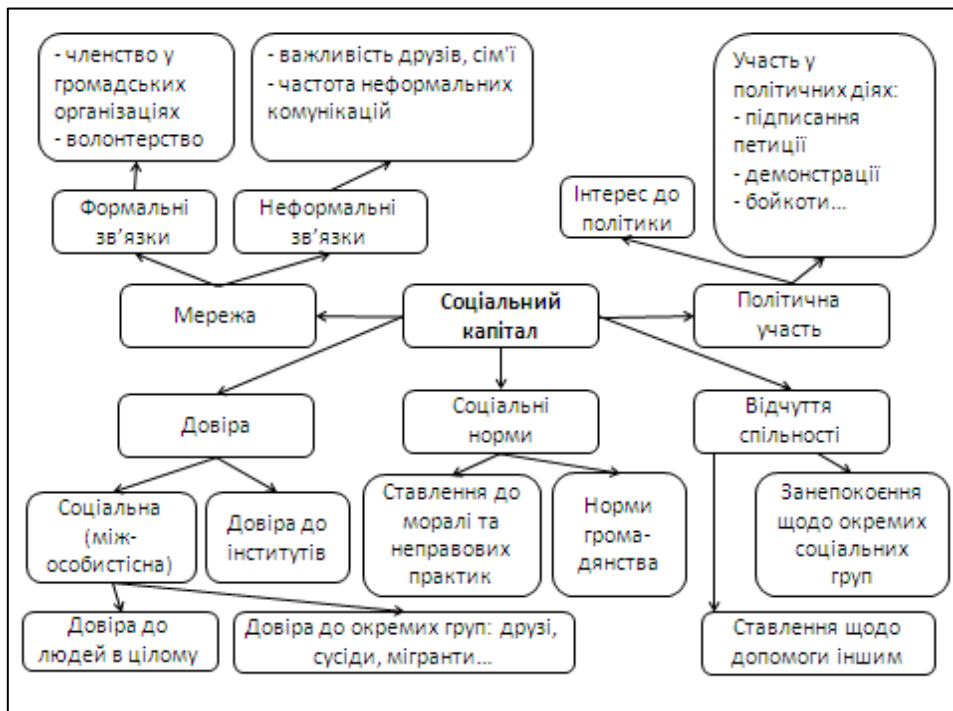 - членство у
громадських
організаціях
- волонтерство
- важливість друзів, сім'ї
- частота неформальних
комунікацій
Участь у
політичних діях:
- підписання
петиції
- демонстрації
- бойкоти...
Формальні
зв’язки
Неформальні
зв’язки
Інтерес до
політики
Мережа
Соціальний
капітал
Політична
участь
Довіра
Соціальні
норми
Відчуття
спільності
Соціальна
(між-
особистісна)
Довіра до
інститутів
Ставлення до
моралі та
неправових
практик
Норми
грома-
дянства
Занепокоєння
щодо окремих
соціальних
груп
Довіра до
людей в цілому
Довіра до окремих груп: друзі,
сусіди, мігранти...
Ставлення щодо
допомоги іншим